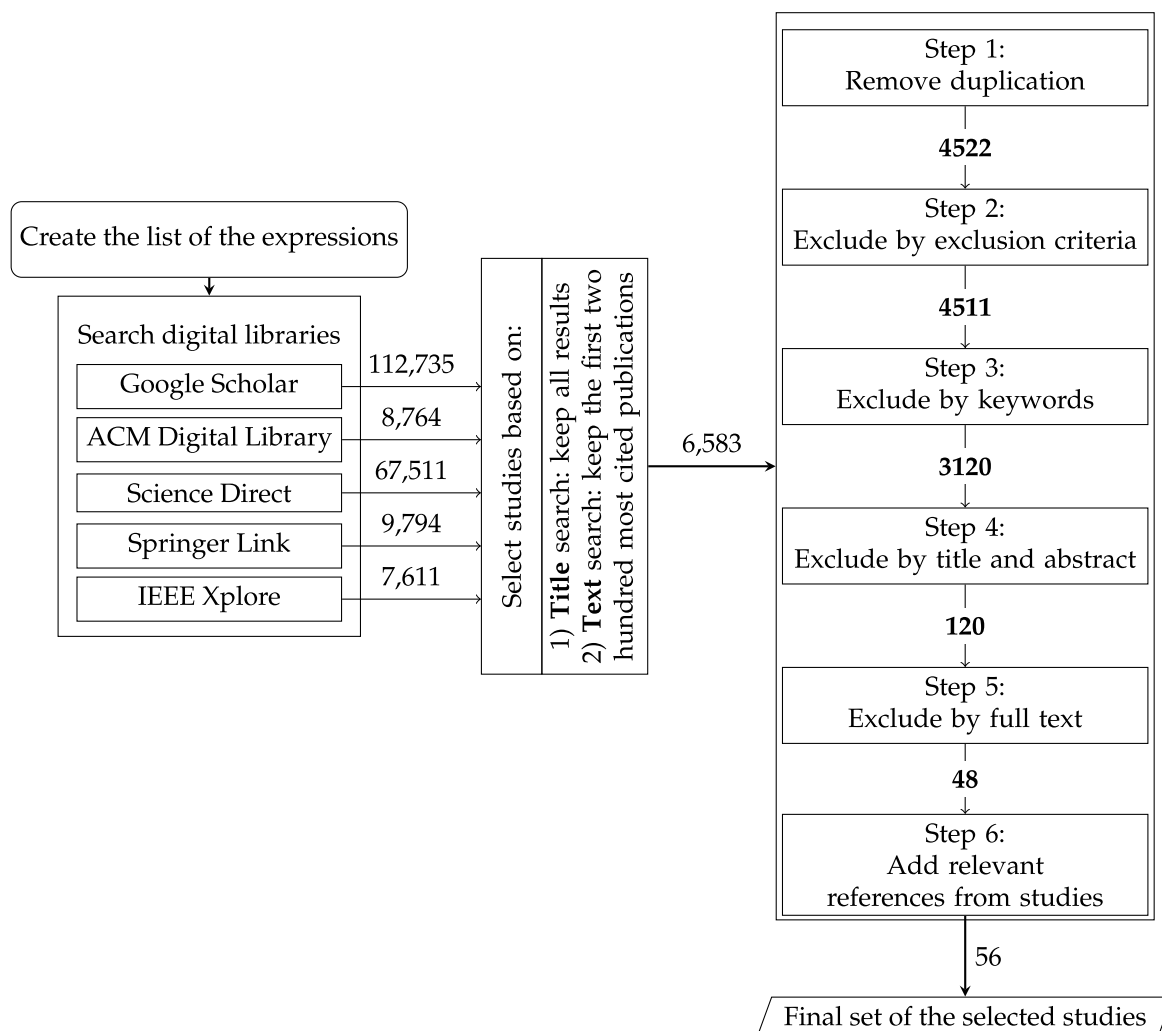 Create the list of the expressions
Search digital libraries
Google Scholar
ACM Digital Library
Science Direct
Springer Link
IEEE Xplore
112,735
8,764
67,511
9,794
7,611
Select studies based on:
1) Title search: keep all results
2) Text search: keep the first two
hundred most cited publications
6,583
Step 1:
Remove duplication
4522
Step 2:
Exclude by exclusion criteria
4511
Step 3:
Exclude by keywords
3120
Step 4:
Exclude by title and abstract
120
Step 5:
Exclude by full text
48
Step 6:
Add relevant
references from studies
56
Final set of the selected studies